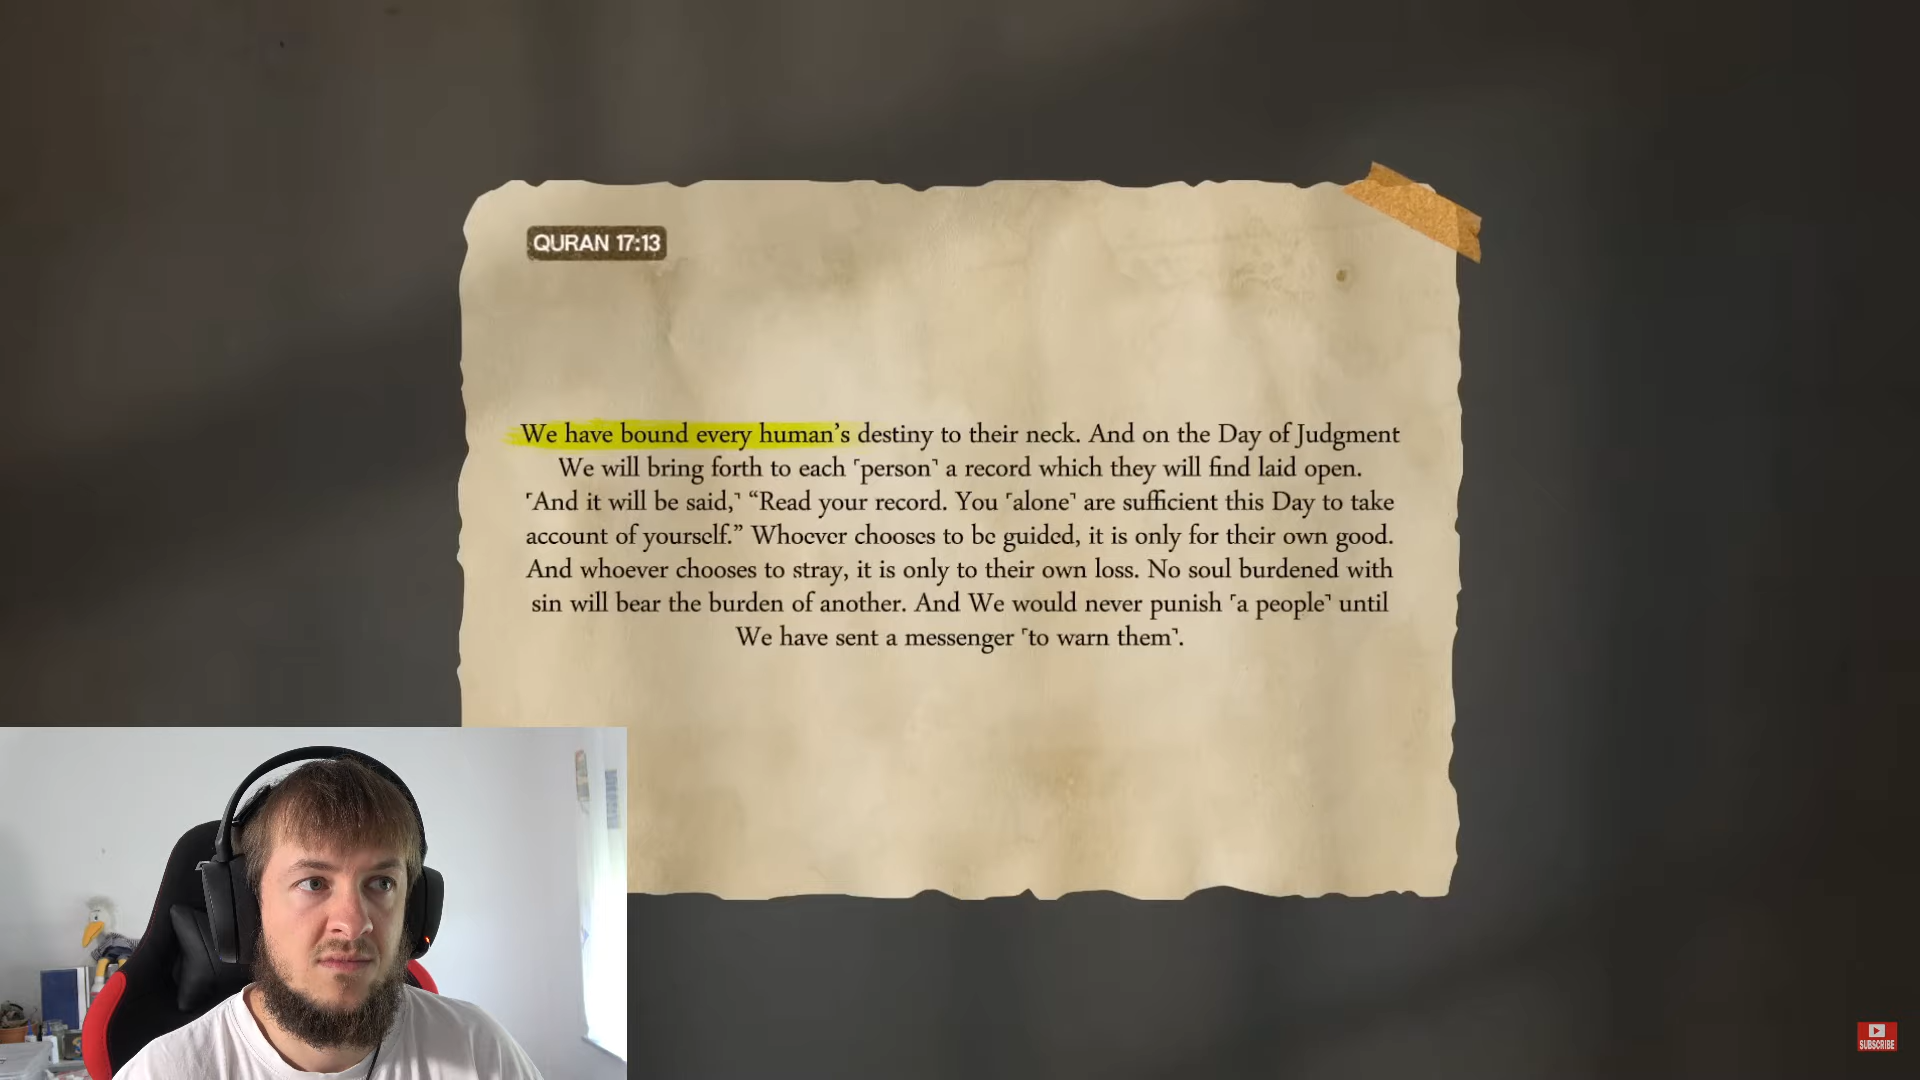 QURAN 17:13
We have bound every human’s destiny to their neck. And on the Day of Judgment
We will bring forth to each ˹person˺ a record which they will find laid open.
˹And it will be said,˺ “Read your record. You ˹alone˺ are sufficient this Day to take
account of yourself.” Whoever chooses to be guided, it is only for their own good.
And whoever chooses to stray, it is only to their own loss. No soul burdened with
sin will bear the burden of another. And We would never punish ˹a people˺ until
We have sent a messenger ˹to warn them˺.
SUBSCRIBE